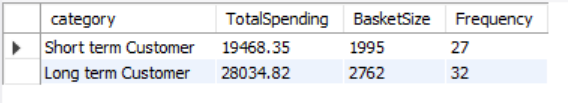 category TotalSpending BasketSize Frequency
Short term Customer 19468.35 1995 27
Long term Customer 28034.82 2762 32